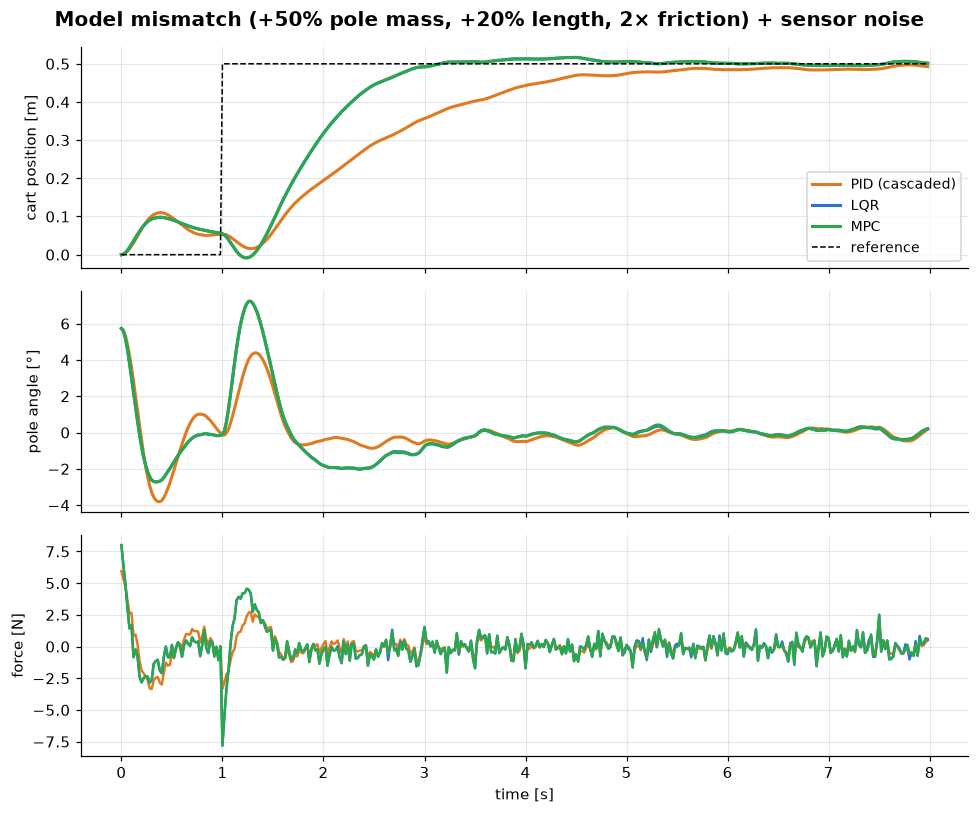 Model mismatch (+50% pole mass, +20% length, 2× friction) + sensor noise
cart position [m]
0.5
0.4
0.3
0.2
0.1
0.0
PID (cascaded)
LQR
MPC
reference
pole angle [°]
6
4
2
0
−2
−4
force [N]
7.5
5.0
2.5
0.0
−2.5
−5.0
−7.5
0 1 2 3 4 5 6 7 8
time [s]